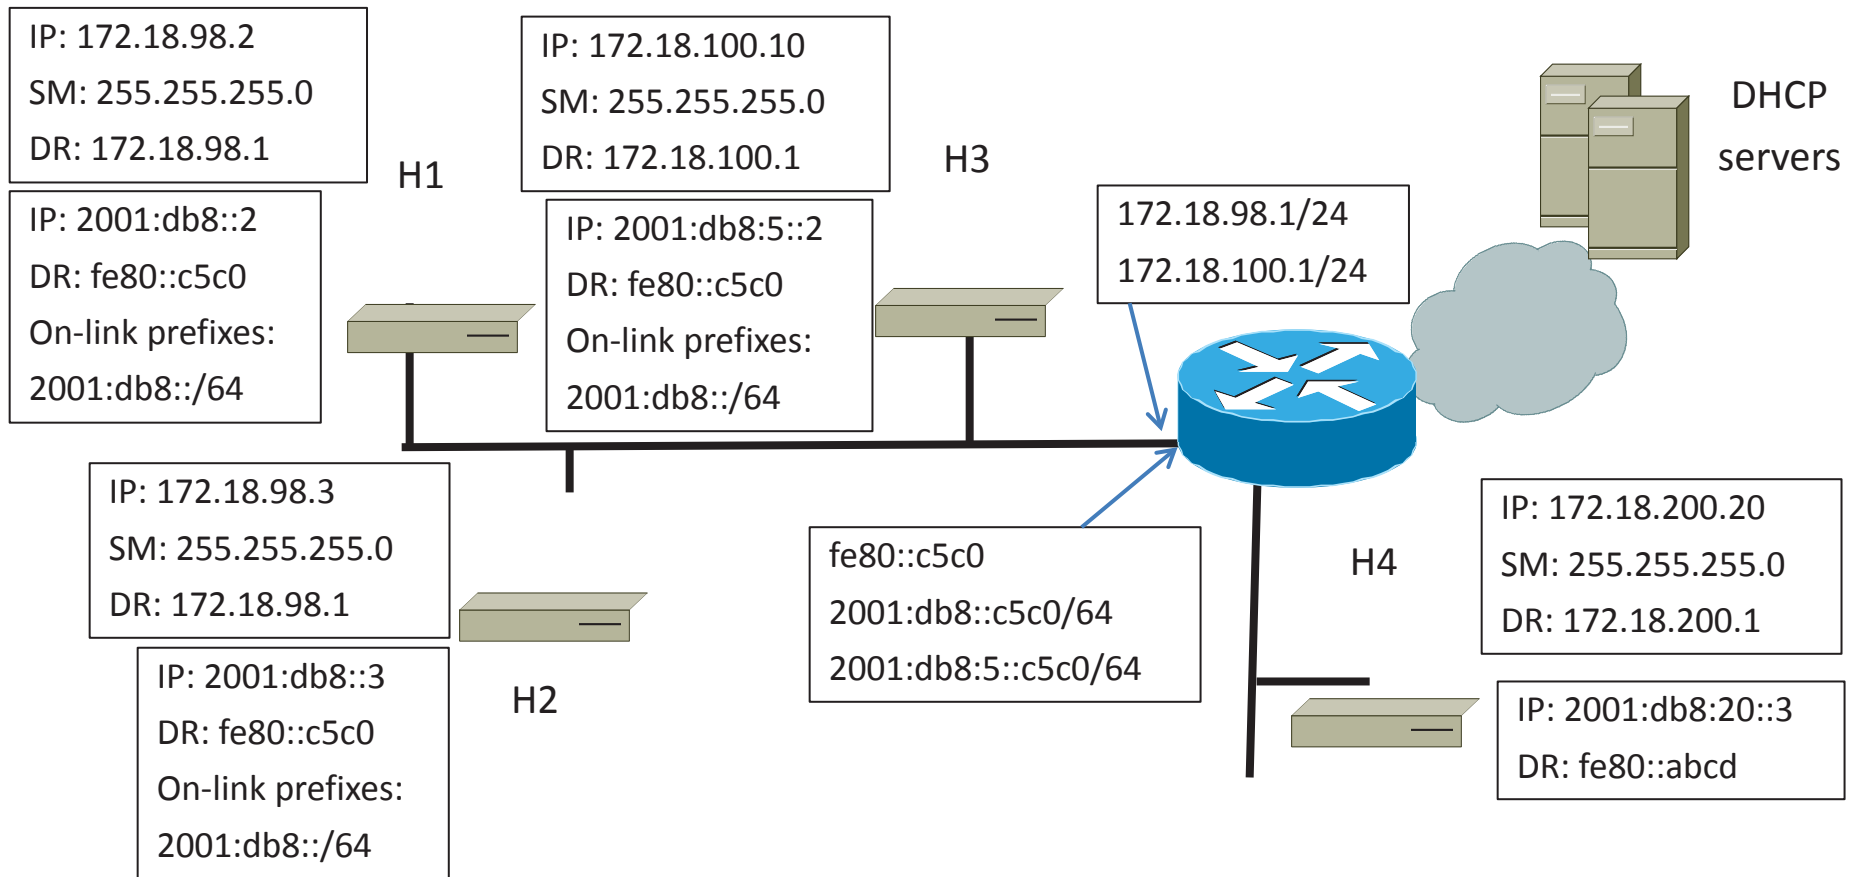 IP: 172.18.98.2
SM: 255.255.255.0
DR: 172.18.98.1
H1
IP: 2001:db8::2
DR: fe80::c5c0
On-link prefixes:
2001:db8::/64
IP: 172.18.100.10
SM: 255.255.255.0
DR: 172.18.100.1
H3
IP: 2001:db8:5::2
DR: fe80::c5c0
On-link prefixes:
2001:db8::/64
DHCP
servers
172.18.98.1/24
172.18.100.1/24
IP: 172.18.98.3
SM: 255.255.255.0
DR: 172.18.98.1
H2
IP: 2001:db8::3
DR: fe80::c5c0
On-link prefixes:
2001:db8::/64
fe80::c5c0
2001:db8::c5c0/64
2001:db8:5::c5c0/64
H4
IP: 172.18.200.20
SM: 255.255.255.0
DR: 172.18.200.1
IP: 2001:db8:20::3
DR: fe80::abcd